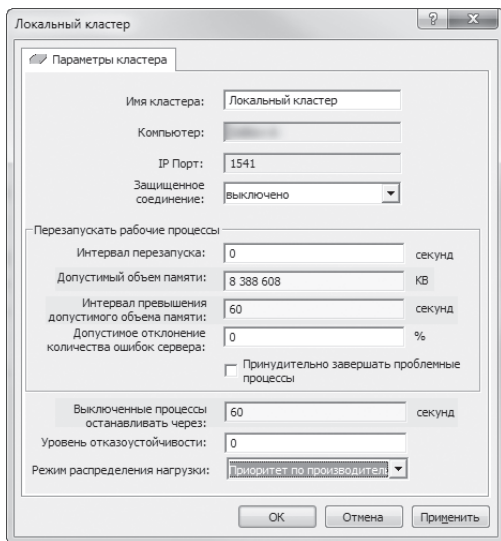 Локальный кластер
Параметры кластера
Имя кластера: Локальный кластер
Компьютер:
IP Порт: 1541
Защищенное соединение: выключено
Перезапускать рабочие процессы
Интервал перезапуска: 0 секунд
Допустимый объем памяти: 8 388 608 KB
Интервал превышения допустимого объема памяти: 60 секунд
Допустимое отклонение количества ошибок сервера: 0 %
Принудительно завершать проблемные процессы
Выключенные процессы останавливать через: 60 секунд
Уровень отказоустойчивости: 0
Режим распределения нагрузки: Приоритет по производител
OK Отмена Применить